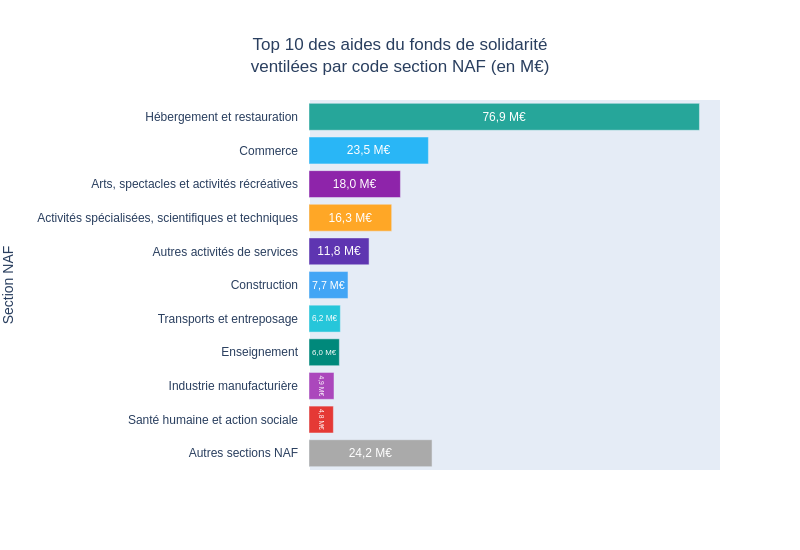 Top 10 des aides du fonds de solidarité
ventilées par code section NAF (en M€)
Section NAF
Hébergement et restauration 76,9 M€
Commerce 23,5 M€
Arts, spectacles et activités récréatives 18,0 M€
Activités spécialisées, scientifiques et techniques 16,3 M€
Autres activités de services 11,8 M€
Construction 7,7 M€
Transports et entreposage 6,2 M€
Enseignement 6,0 M€
Industrie manufacturière 4,9 M€
Santé humaine et action sociale 4,8 M€
Autres sections NAF 24,2 M€